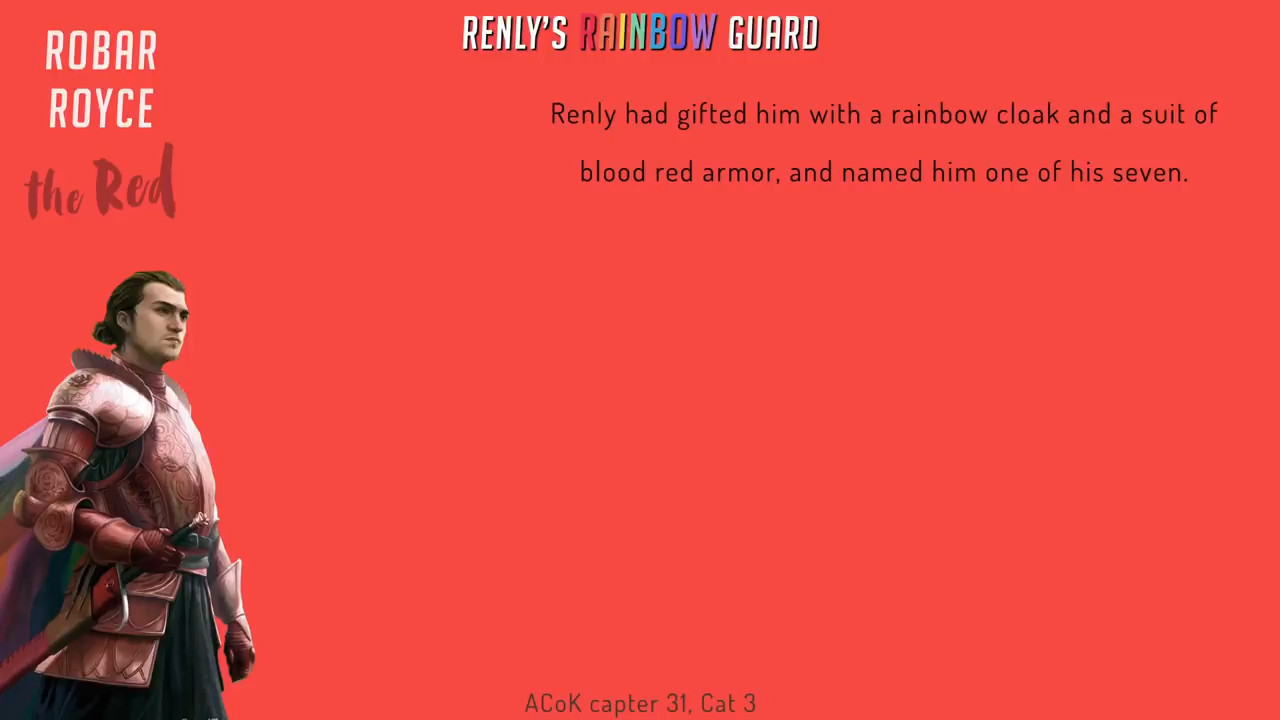 RENLY'S RAINBOW GUARD
ROBAR
ROYCE
the Red
Renly had gifted him with a rainbow cloak and a suit of
blood red armor, and named him one of his seven.
ACoK capter 31, Cat 3